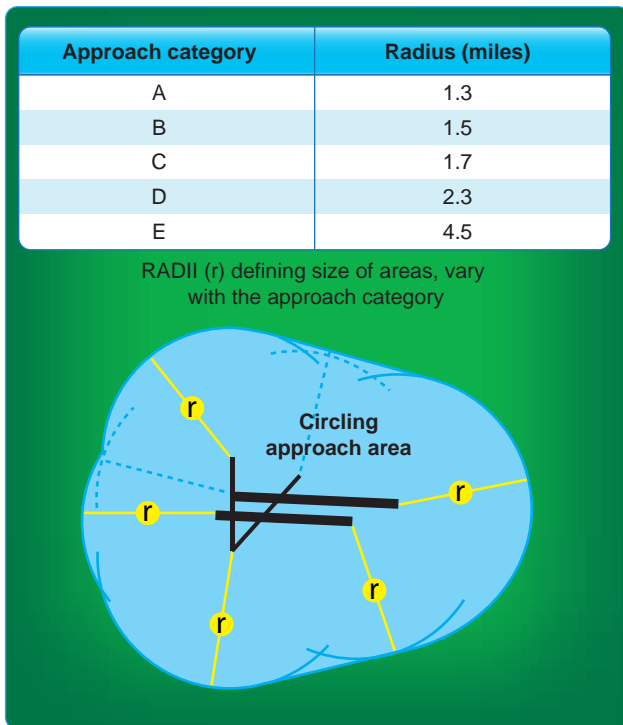 Approach category Radius (miles)
A 1.3
B 1.5
C 1.7
D 2.3
E 4.5
RADII (r) defining size of areas, vary
with the approach category
r
Circling
approach area
r
r
r
r